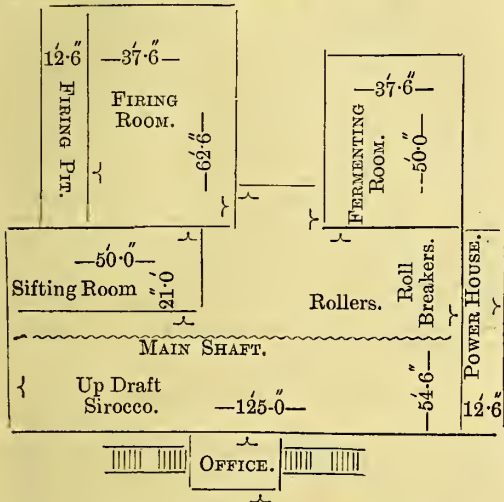 12'·6"
—37'·6"—
—37'·6"—
FIRING PIT.
FIRING
ROOM.
—62'·6"—
FERMENTING
ROOM.
--50'·0—
—50'·0"—
Sifting Room
21'·0"
Rollers.
Roll
Breakers.
POWER HOUSE.
MAIN SHAFT.
Up Draft
Sirocco.
—125'-0"—
—54'·6"—
12'·6"
OFFICE.